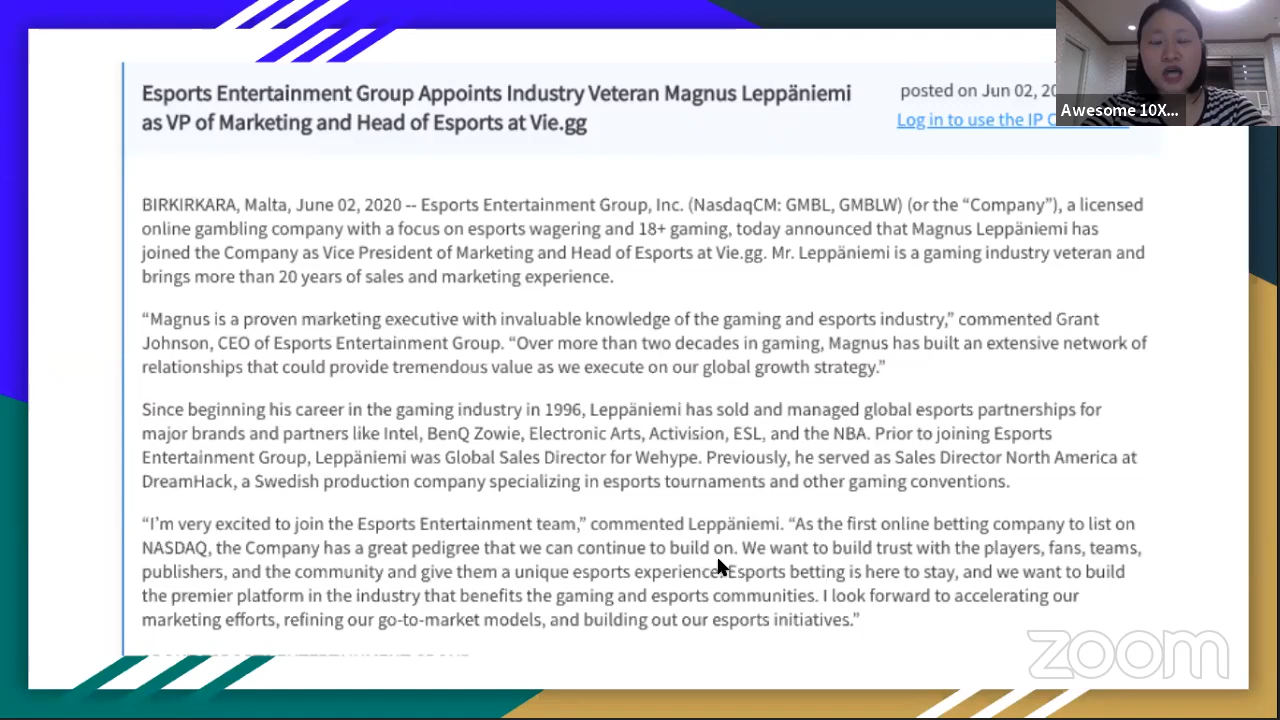 Esports Entertainment Group Appoints Industry Veteran Magnus Leppäniemi
as VP of Marketing and Head of Esports at Vie.gg
posted on Jun 02, 20
Log in to use the IP
Awesome 10X...
BIRKIRKARA, Malta, June 02, 2020 -- Esports Entertainment Group, Inc. (NasdaqCM: GMBL, GMBLW) (or the “Company”), a licensed
online gambling company with a focus on esports wagering and 18+ gaming, today announced that Magnus Leppäniemi has
joined the Company as Vice President of Marketing and Head of Esports at Vie.gg. Mr. Leppäniemi is a gaming industry veteran and
brings more than 20 years of sales and marketing experience.
“Magnus is a proven marketing executive with invaluable knowledge of the gaming and esports industry,” commented Grant
Johnson, CEO of Esports Entertainment Group. “Over more than two decades in gaming, Magnus has built an extensive network of
relationships that could provide tremendous value as we execute on our global growth strategy.”
Since beginning his career in the gaming industry in 1996, Leppäniemi has sold and managed global esports partnerships for
major brands and partners like Intel, BenQ Zowie, Electronic Arts, Activision, ESL, and the NBA. Prior to joining Esports
Entertainment Group, Leppäniemi was Global Sales Director for Wehype. Previously, he served as Sales Director North America at
DreamHack, a Swedish production company specializing in esports tournaments and other gaming conventions.
“I’m very excited to join the Esports Entertainment team,” commented Leppäniemi. “As the first online betting company to list on
NASDAQ, the Company has a great pedigree that we can continue to build on. We want to build trust with the players, fans, teams,
publishers, and the community and give them a unique esports experience. Esports betting is here to stay, and we want to build
the premier platform in the industry that benefits the gaming and esports communities. I look forward to accelerating our
marketing efforts, refining our go-to-market models, and building out our esports initiatives.”
zoom